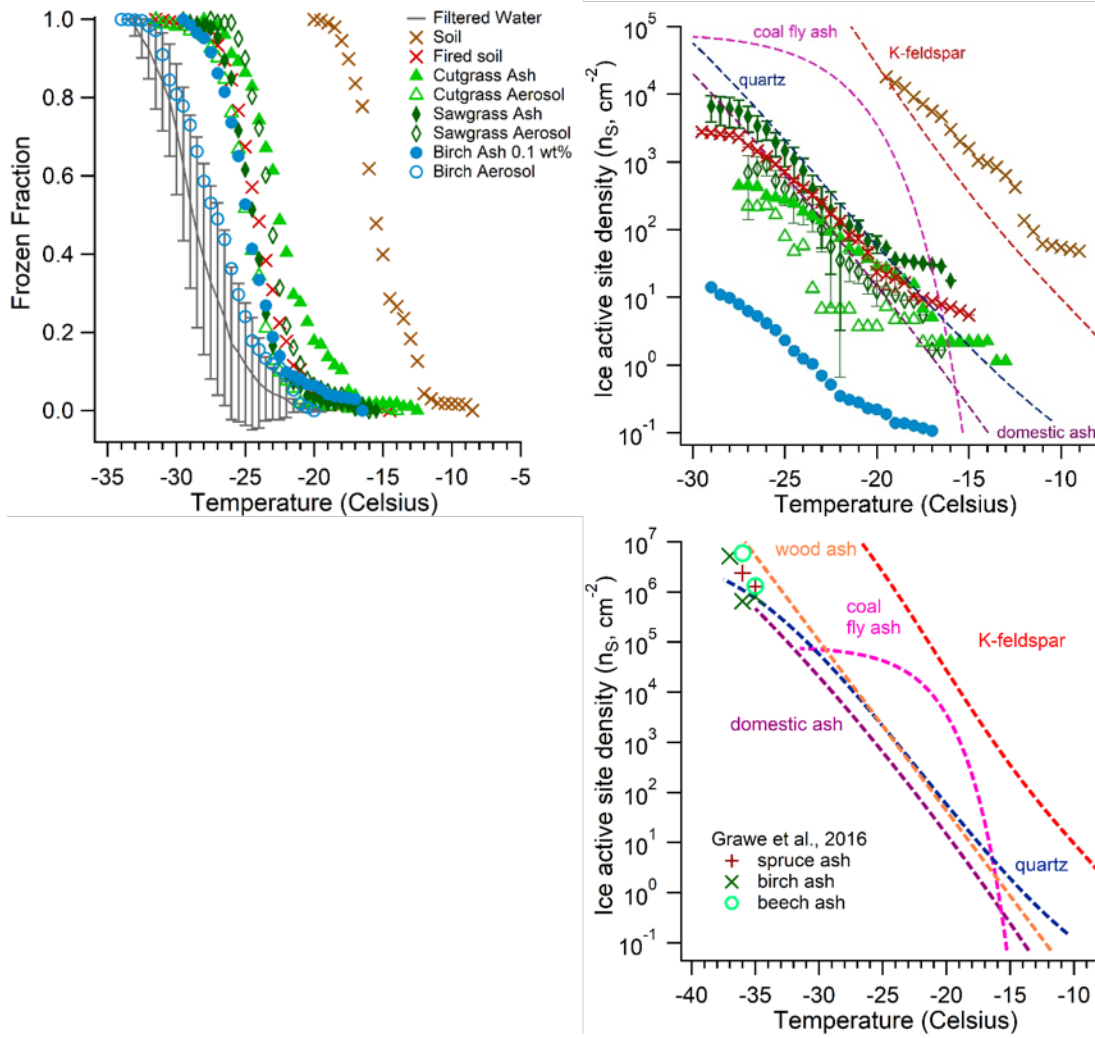 Frozen Fraction
1.0
0.8
0.6
0.4
0.2
0.0
-35
-30
-25
-20
-15
-10
-5
Temperature (Celsius)
Filtered Water
Soil
Fired soil
Cutgrass Ash
Cutgrass Aerosol
Sawgrass Ash
Sawgrass Aerosol
Birch Ash 0.1 wt%
Birch Aerosol
Ice active site density (nS, cm-2)
10^5
10^4
10^3
10^2
10^1
10^0
10^-1
coal fly ash
K-feldspar
quartz
domestic ash
-30
-25
-20
-15
-10
Temperature (Celsius)
Ice active site density (nS, cm-2)
10^7
10^6
10^5
10^4
10^3
10^2
10^1
10^0
10^-1
wood ash
coal
fly ash
K-feldspar
domestic ash
Grawe et al., 2016
spruce ash
birch ash
beech ash
quartz
-40
-35
-30
-25
-20
-15
-10
Temperature (Celsius)